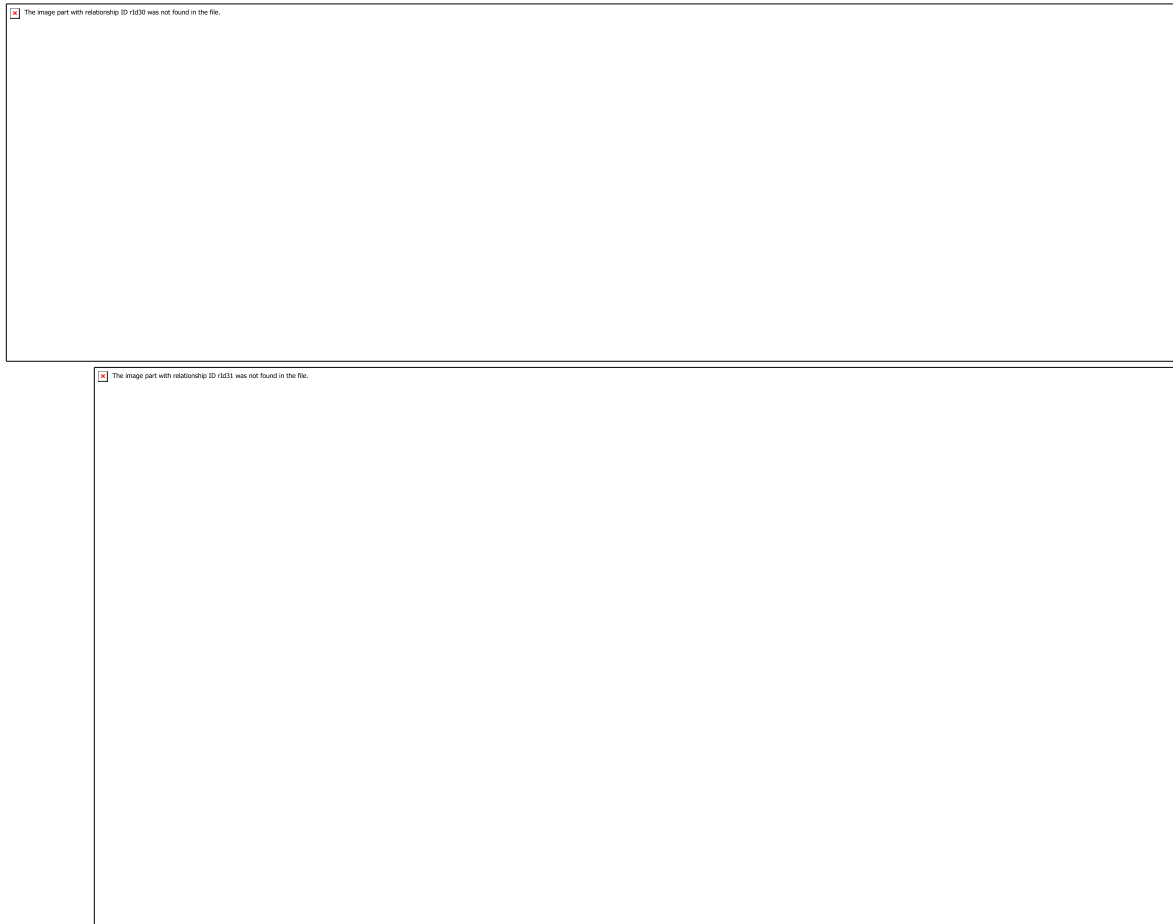 The image part with relationship ID rId30 was not found in the file.
The image part with relationship ID rId31 was not found in the file.